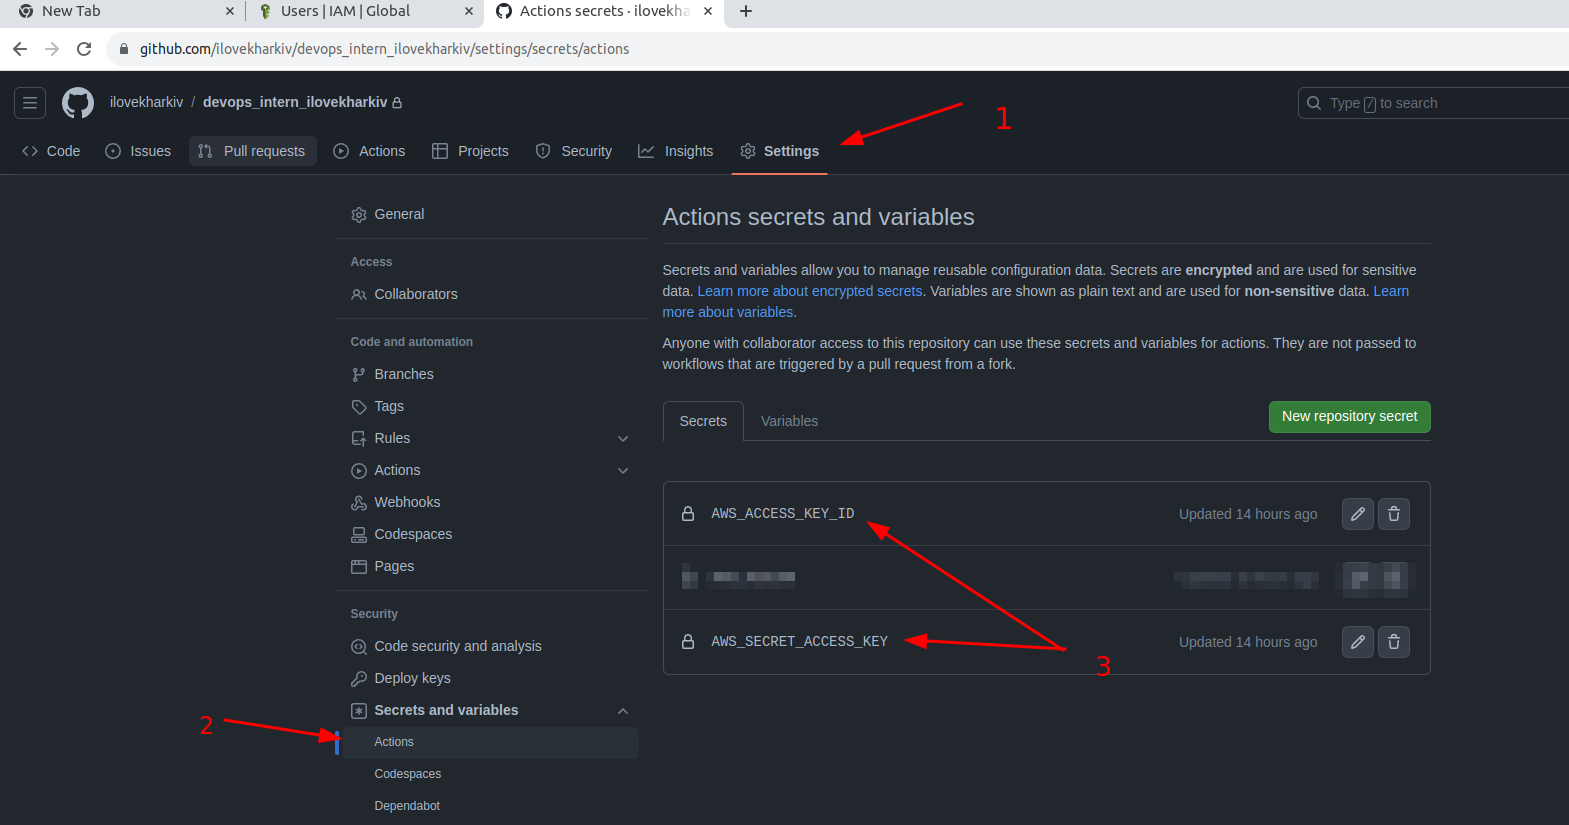 New Tab
Users | IAM | Global
Actions secrets · ilovekha
github.com/ilovekharkiv/devops_intern_ilovekharkiv/settings/secrets/actions
ilovekharkiv / devops_intern_ilovekharkiv
Type / to search
1
Code
Issues
Pull requests
Actions
Projects
Security
Insights
Settings
General
Access
Collaborators
Code and automation
Branches
Tags
Rules
Actions
Webhooks
Codespaces
Pages
Security
Code security and analysis
Deploy keys
Secrets and variables
2
Actions
Codespaces
Dependabot
Actions secrets and variables
Secrets and variables allow you to manage reusable configuration data. Secrets are encrypted and are used for sensitive
data. Learn more about encrypted secrets. Variables are shown as plain text and are used for non-sensitive data. Learn
more about variables.
Anyone with collaborator access to this repository can use these secrets and variables for actions. They are not passed to
workflows that are triggered by a pull request from a fork.
Secrets
Variables
New repository secret
AWS_ACCESS_KEY_ID
Updated 14 hours ago
AWS_SECRET_ACCESS_KEY
Updated 14 hours ago
3